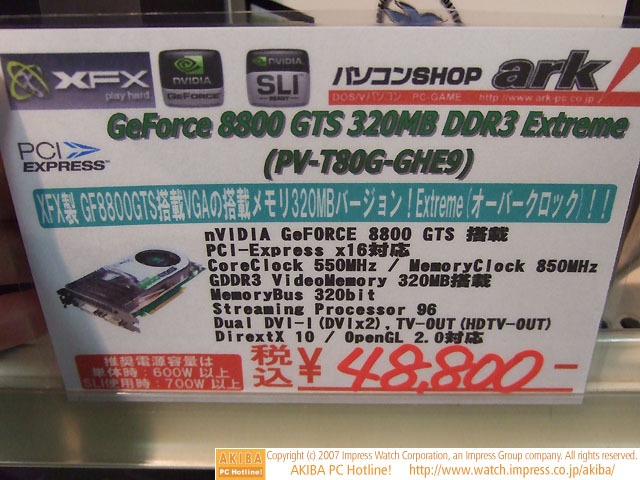 XFX
play hard.
NVIDIA
GEFORCE
NVIDIA
SLI
READY
パソコンSHOP ark!
DOS/Vパソコン PC-GAME http://www.ark-pc.co.jp/
GeForce 8800 GTS 320MB DDR3 Extreme
PCI
EXPRESS
(PV-T80G-GHE9)
XFX製 GF8800GTS搭載VGAの搭載メモリ320MBバージョン！Extreme(オーバークロック)！！
nVIDIA GeFORCE 8800 GTS 搭載
PCI-Express x16対応
CoreClock 550MHz / MemoryClock 850MHz
GDDR3 VideoMemory 320MB搭載
MemoryBus 320bit
Streaming Processor 96
Dual DVI-I(DVIx2),TV-OUT(HDTV-OUT)
DirextX 10 / OpenGL 2.0対応
推奨電源容量は
単体時：600W 以上
SLI使用時：700W 以上
税込 ¥48,800-
AKIBA
PC Hotline!
Copyright (c) 2007 Impress Watch Corporation, an Impress Group company. All rights reserved.
AKIBA PC Hotline! http://www.watch.impress.co.jp/akiba/